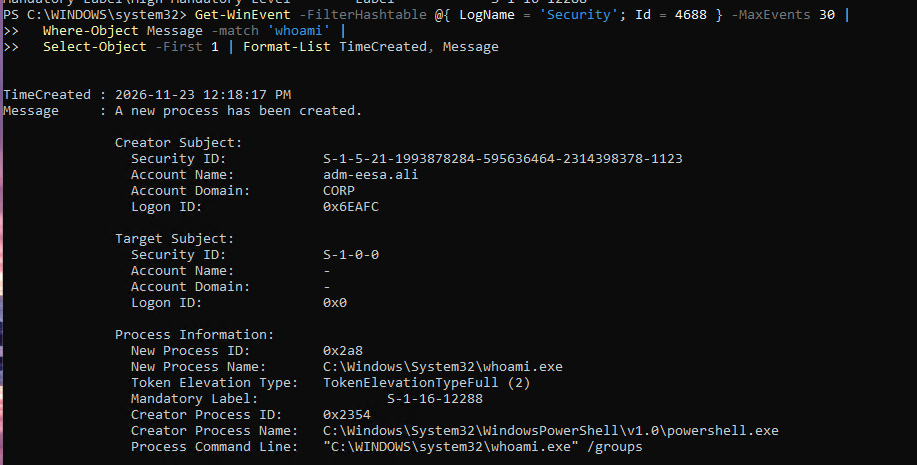 PS C:\WINDOWS\system32> Get-WinEvent -FilterHashtable @{ LogName = 'Security'; Id = 4688 } -MaxEvents 30 |
>>   Where-Object Message -match 'whoami' |
>>   Select-Object -First 1 | Format-List TimeCreated, Message
TimeCreated : 2026-11-23 12:18:17 PM
Message     : A new process has been created.
Creator Subject:
Security ID: S-1-5-21-1993878284-595636464-2314398378-1123
Account Name: adm-eesa.ali
Account Domain: CORP
Logon ID: 0x6EAFC
Target Subject:
Security ID: S-1-0-0
Account Name: -
Account Domain: -
Logon ID: 0x0
Process Information:
New Process ID: 0x2a8
New Process Name: C:\Windows\System32\whoami.exe
Token Elevation Type: TokenElevationTypeFull (2)
Mandatory Label: S-1-16-12288
Creator Process ID: 0x2354
Creator Process Name: C:\Windows\System32\WindowsPowerShell\v1.0\powershell.exe
Process Command Line: "C:\WINDOWS\system32\whoami.exe" /groups